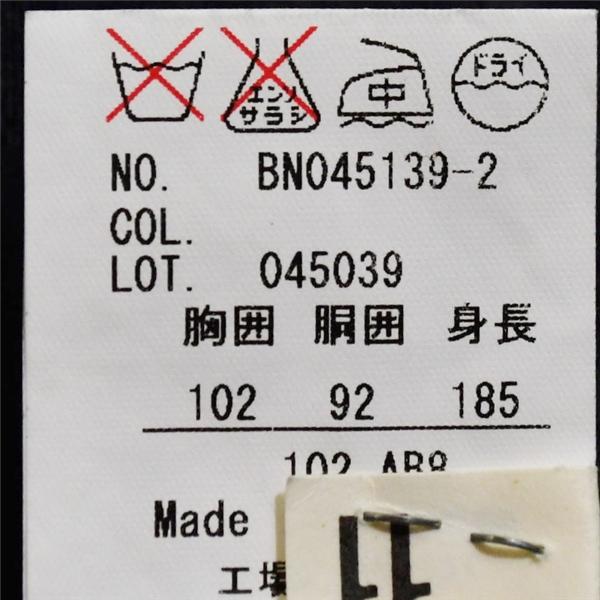 エンソ サラシ 中 ドライ
NO. BN045139-2
COL.
LOT. 045039
胸囲 胴囲 身長
102 92 185
102 AB8
Made
工場
11